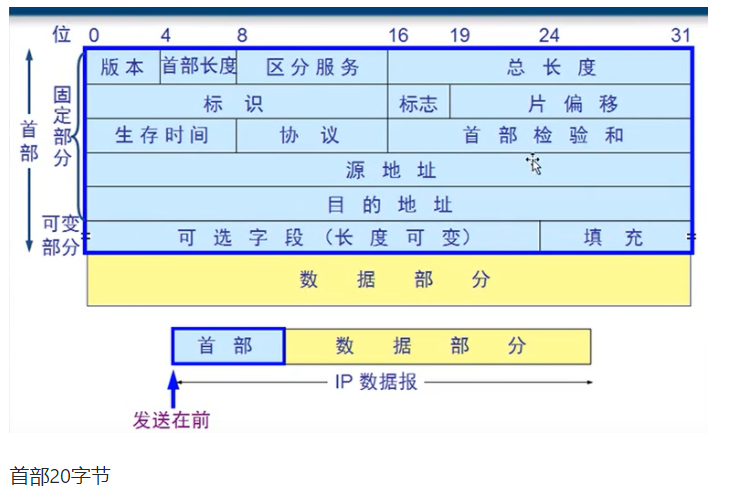 位 0 4 8 16 19 24 31
版本 首部长度 区分服务 总长度
标识 标志 片偏移
生存时间 协议 首部检验和
源地址
目的地址
可选字段（长度可变） 填充
数据部分
首部
固定部分
可变部分
首部 数据部分
IP 数据报
发送在前
首部20字节